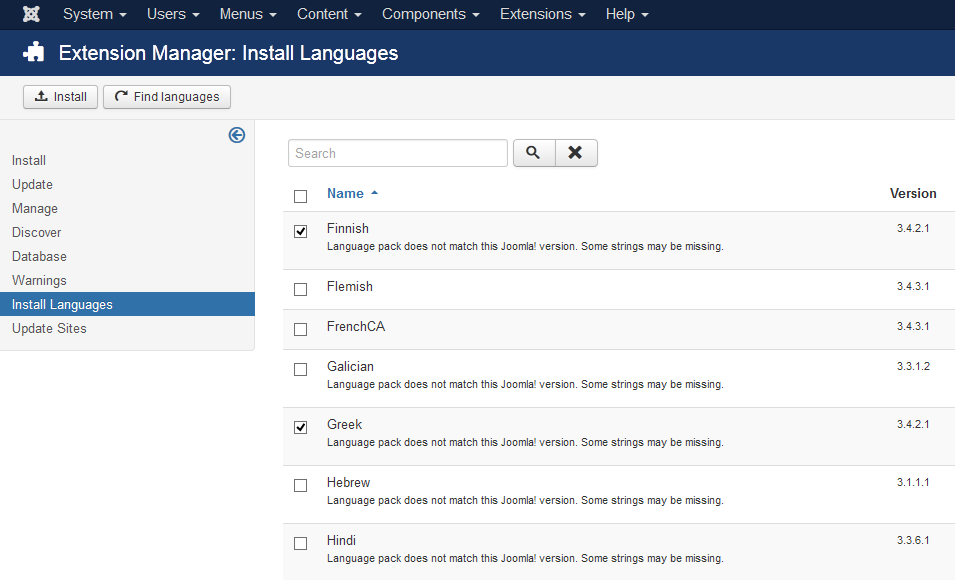 System Users Menus Content Components Extensions Help
Extension Manager: Install Languages
Install Find languages
Install
Update
Manage
Discover
Database
Warnings
Install Languages
Update Sites
Search
Name Version
Finnish 3.4.2.1
Language pack does not match this Joomla! version. Some strings may be missing.
Flemish 3.4.3.1
FrenchCA 3.4.3.1
Galician 3.3.1.2
Language pack does not match this Joomla! version. Some strings may be missing.
Greek 3.4.2.1
Language pack does not match this Joomla! version. Some strings may be missing.
Hebrew 3.1.1.1
Language pack does not match this Joomla! version. Some strings may be missing.
Hindi 3.3.6.1
Language pack does not match this Joomla! version. Some strings may be missing.